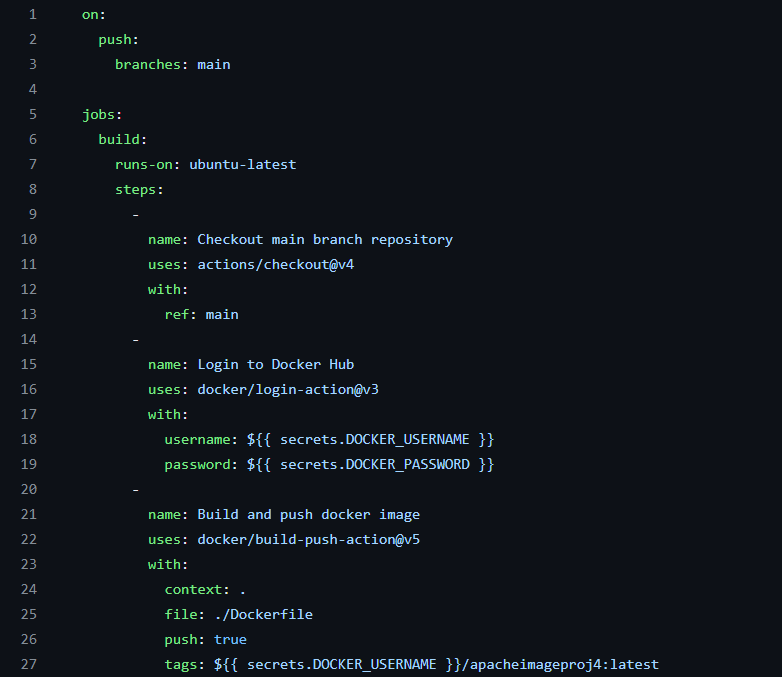 1 on:
2   push:
3     branches: main
4
5 jobs:
6   build:
7     runs-on: ubuntu-latest
8     steps:
9       -
10         name: Checkout main branch repository
11         uses: actions/checkout@v4
12         with:
13           ref: main
14       -
15         name: Login to Docker Hub
16         uses: docker/login-action@v3
17         with:
18           username: ${{ secrets.DOCKER_USERNAME }}
19           password: ${{ secrets.DOCKER_PASSWORD }}
20       -
21         name: Build and push docker image
22         uses: docker/build-push-action@v5
23         with:
24           context: .
25           file: ./Dockerfile
26           push: true
27           tags: ${{ secrets.DOCKER_USERNAME }}/apacheimageproj4:latest